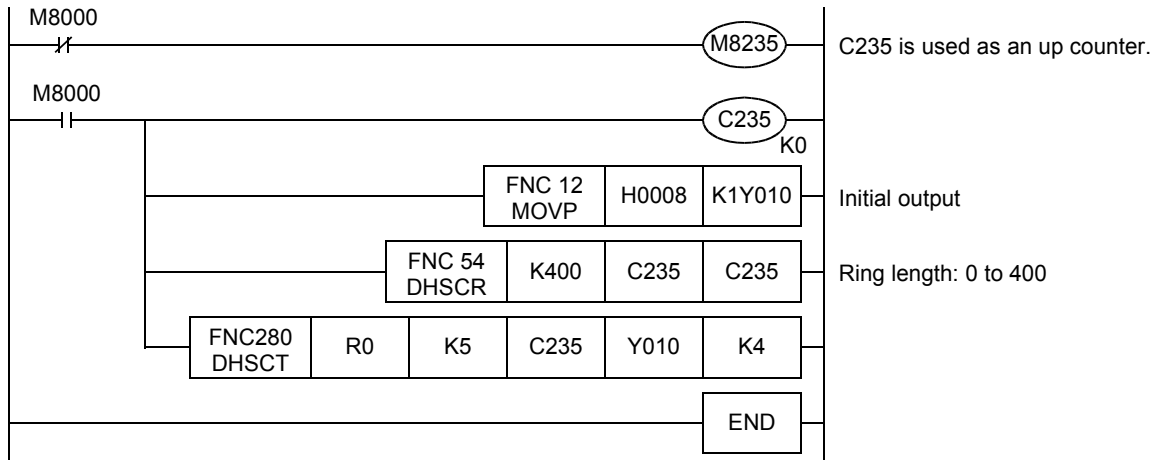 M8000
M8235
C235 is used as an up counter.
M8000
C235
K0
FNC 12
MOVP
H0008
K1Y010
Initial output
FNC 54
DHSCR
K400
C235
C235
Ring length: 0 to 400
FNC280
DHSCT
R0
K5
C235
Y010
K4
END